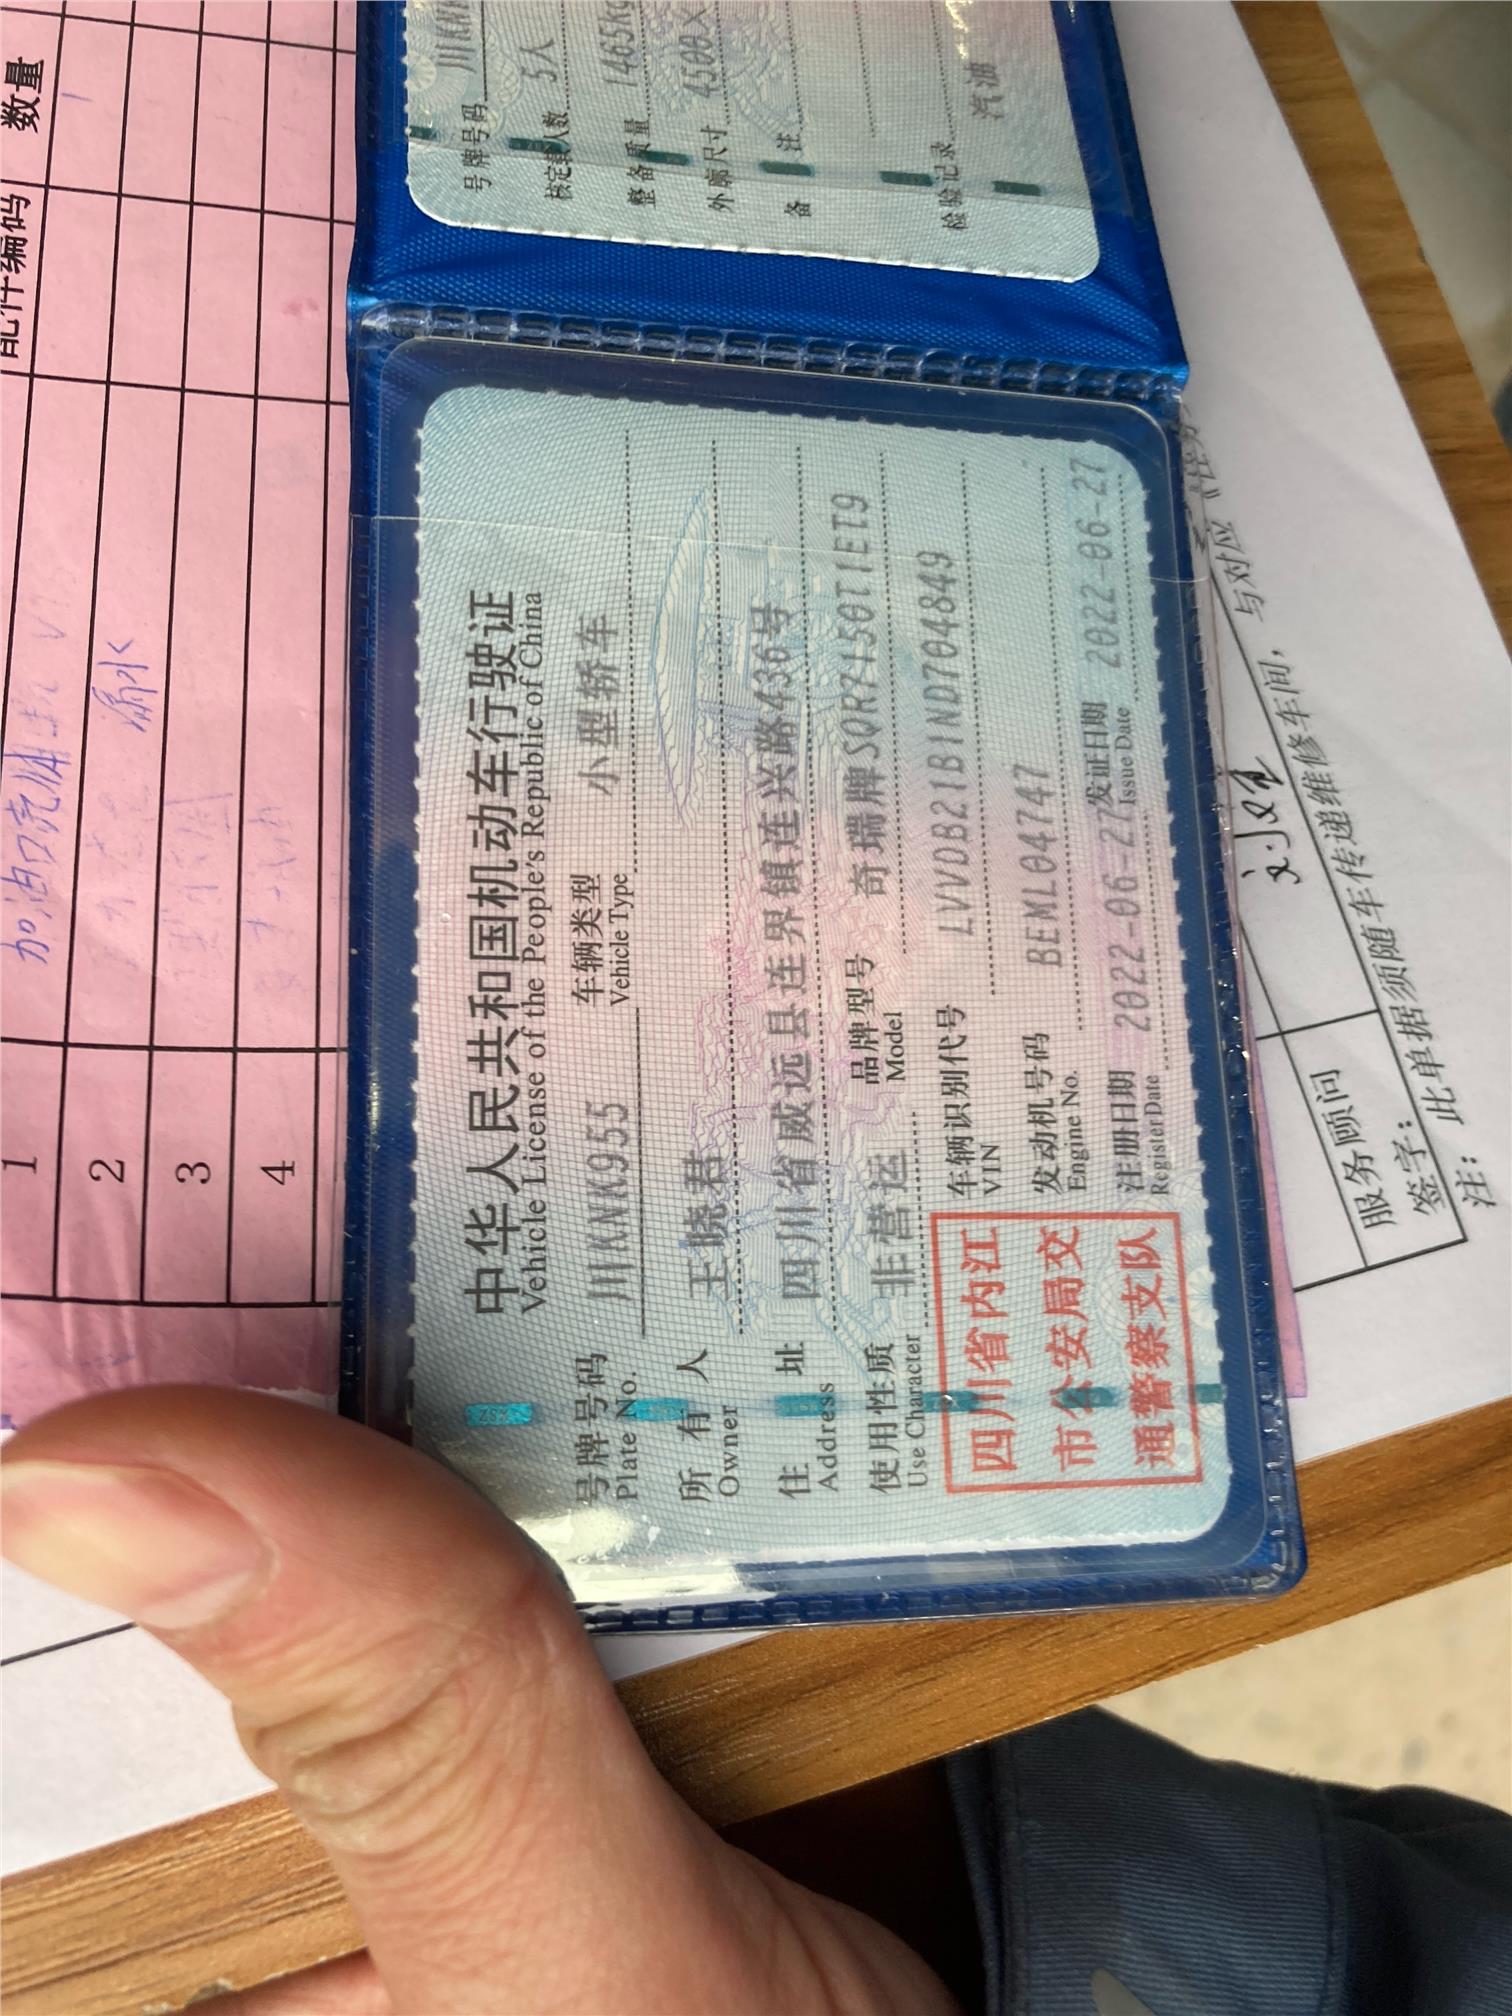 中华人民共和国机动车行驶证
Vehicle License of the People's Republic of China
号牌号码 川KNK955 车辆类型 小型轿车
Plate No. Vehicle Type
所有人 王晓君
Owner
住址 四川省威远县连界镇连兴路436号
Address
使用性质 非营运 品牌型号 奇瑞牌SQR7150T1ET9
Use Character Model
四川省内江
市公安局交
通警察支队
车辆识别代号 LVVDB21B1ND704849
VIN
发动机号码 BEML04747
Engine No.
注册日期 2022-06-27 发证日期 2022-06-27
Register Date Issue Date
号牌号码
核定载人数 5人
整备质量 1465kg
外廓尺寸 4500X
备注
检验记录
汽油
数量
1
2 漏水
3
4
服务顾问
签字:
注: 此单据须随车传递维修车间, 与对应